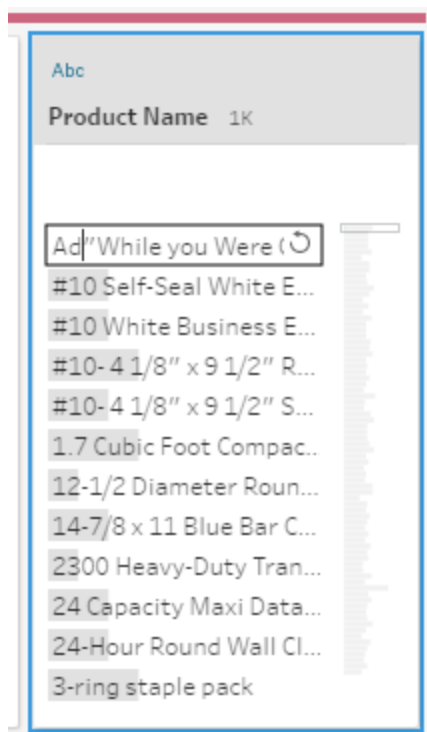 Abc
Product Name 1K
Ad"While you Were (
#10 Self-Seal White E...
#10 White Business E...
#10- 4 1/8" x 9 1/2" R...
#10- 4 1/8" x 9 1/2" S...
1.7 Cubic Foot Compac..
12-1/2 Diameter Roun...
14-7/8 x 11 Blue Bar C...
2300 Heavy-Duty Tran...
24 Capacity Maxi Data...
24-Hour Round Wall Cl...
3-ring staple pack